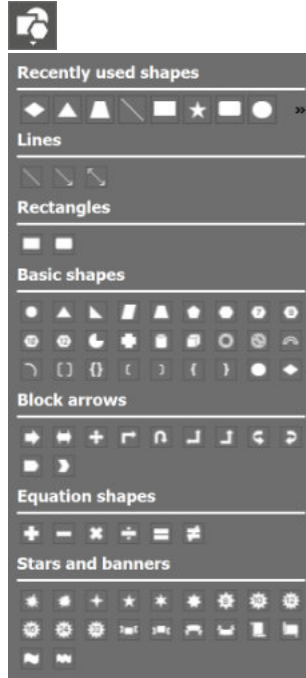 Recently used shapes
Lines
Rectangles
Basic shapes
Block arrows
Equation shapes
Stars and banners